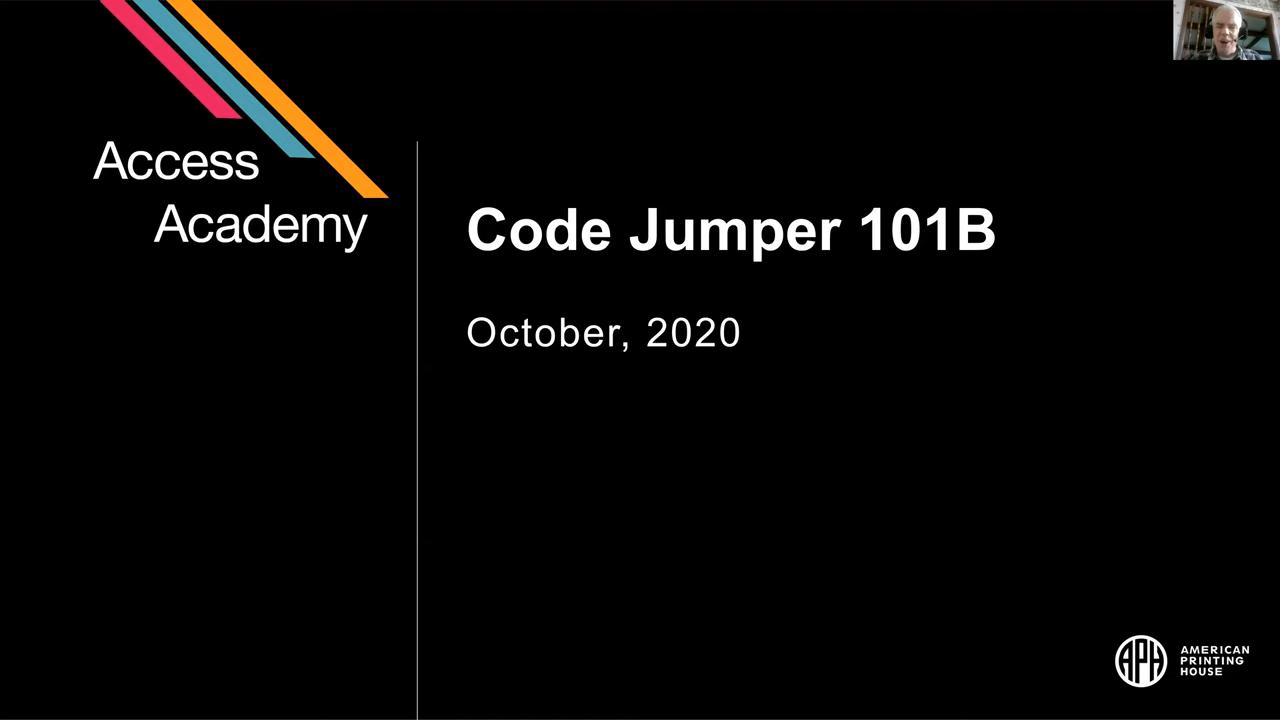 Access
Academy
Code Jumper 101B
October, 2020
APH
AMERICAN
PRINTING
HOUSE